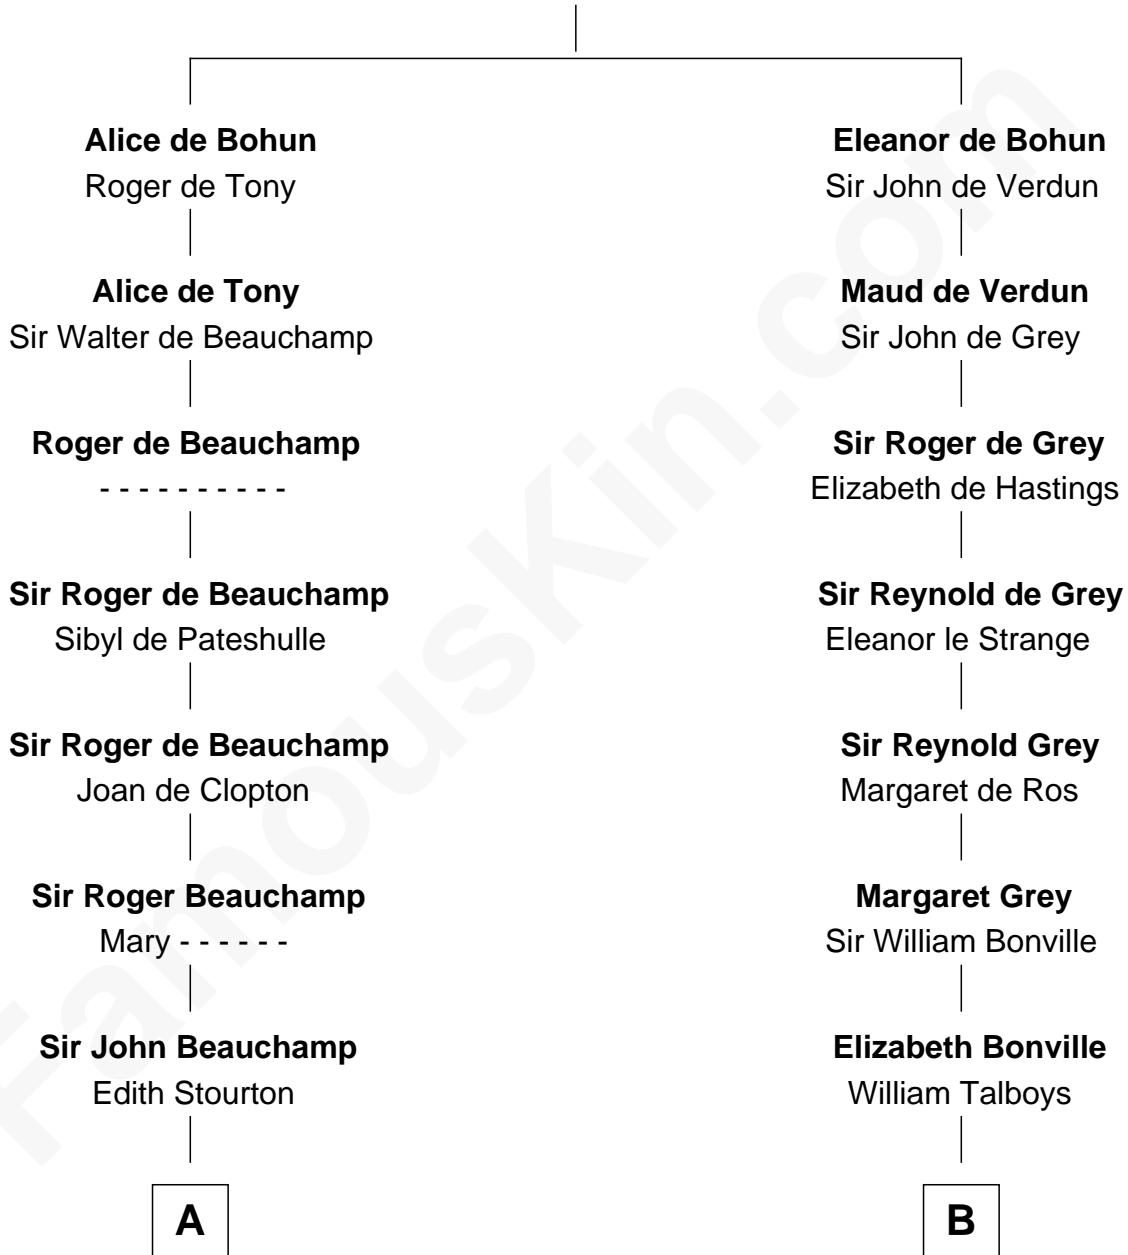 Alice de Bohun
Roger de Tony
Alice de Tony
Sir Walter de Beauchamp
Roger de Beauchamp
- - - - - - - - - -
Sir Roger de Beauchamp
Sibyl de Pateshulle
Sir Roger de Beauchamp
Joan de Clopton
Sir Roger Beauchamp
Mary - - - - - -
Sir John Beauchamp
Edith Stourton
A
Eleanor de Bohun
Sir John de Verdun
Maud de Verdun
Sir John de Grey
Sir Roger de Grey
Elizabeth de Hastings
Sir Reynold de Grey
Eleanor le Strange
Sir Reynold Grey
Margaret de Ros
Margaret Grey
Sir William Bonville
Elizabeth Bonville
William Talboys
B
FamousKin.com